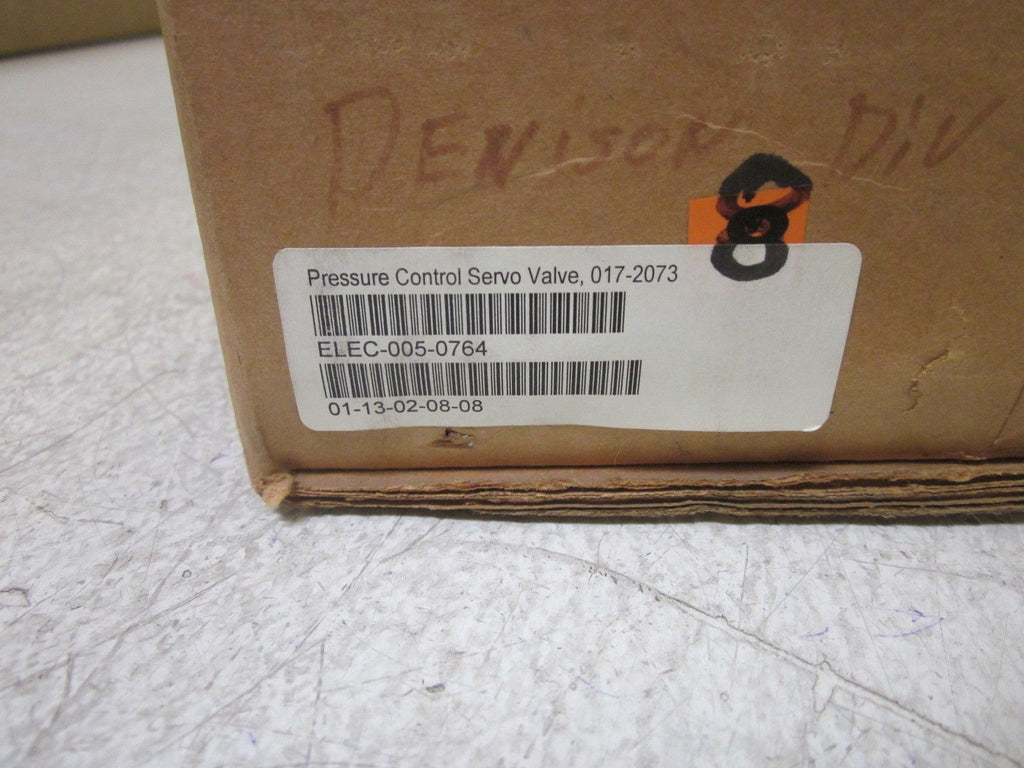 DENISON DIV
8
Pressure Control Servo Valve, 017-2073
ELEC-005-0764
01-13-02-08-08